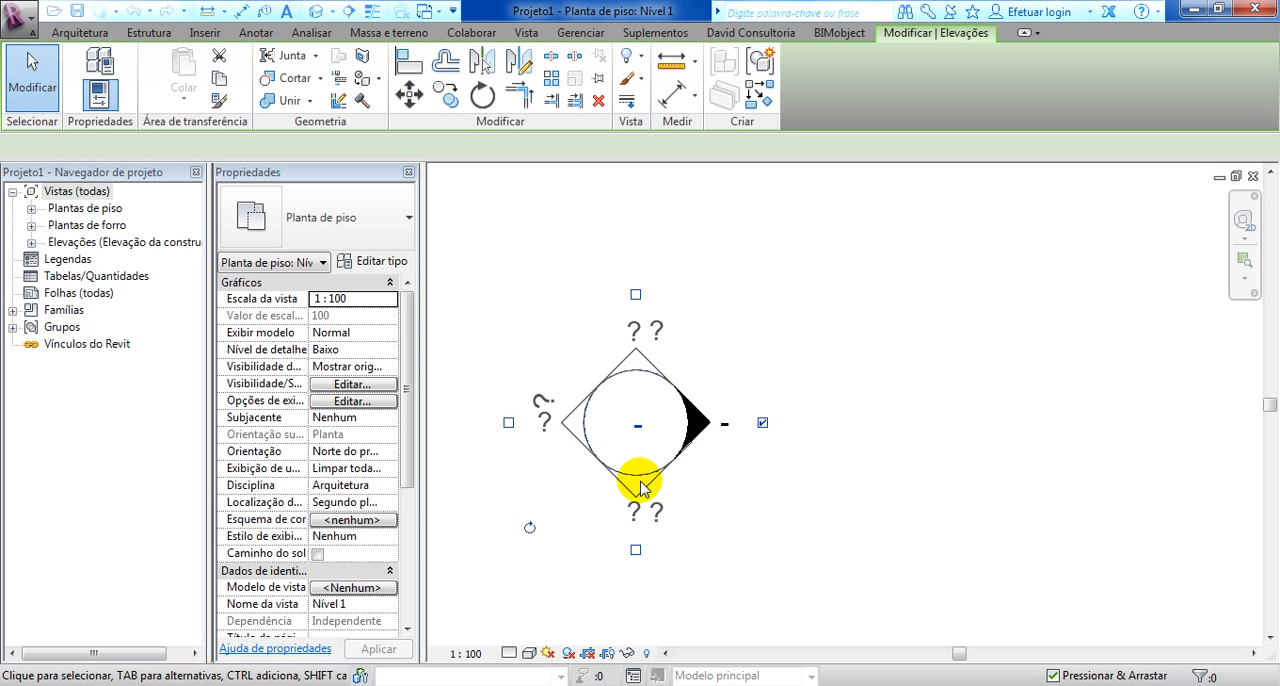 Projeto1 - Planta de piso: Nível 1
Digite palavra-chave ou frase
Efetuar login
Arquitetura
Estrutura
Inserir
Anotar
Analisar
Massa e terreno
Colaborar
Vista
Gerenciar
Suplementos
David Consultoria
BIMobject
Modificar | Elevações
Modificar
Colar
Junta
Cortar
Unir
Selecionar
Propriedades
Área de transferência
Geometria
Modificar
Vista
Medir
Criar
Projeto1 - Navegador de projeto
Vistas (todas)
Plantas de piso
Plantas de forro
Elevações (Elevação da constru
Legendas
Tabelas/Quantidades
Folhas (todas)
Famílias
Grupos
Vínculos do Revit
Propriedades
Planta de piso
Planta de piso: Nív
Editar tipo
Gráficos
Escala da vista 1 : 100
Valor de escal... 100
Exibir modelo Normal
Nível de detalhe Baixo
Visibilidade d... Mostrar orig...
Visibilidade/S... Editar...
Opções de exi... Editar...
Subjacente Nenhum
Orientação su... Planta
Orientação Norte do pr...
Exibição de u... Limpar toda...
Disciplina Arquitetura
Localização d... Segundo pl...
Esquema de cor <nenhum>
Estilo de exibi... Nenhum
Caminho do sol
Dados de identi...
Modelo de vista <Nenhum>
Nome da vista Nível 1
Dependência Independente
Ajuda de propriedades
Aplicar
? ?
? ?
-
-
? ?
2D
1 : 100
Clique para selecionar, TAB para alternativas, CTRL adiciona, SHIFT ca
:0
Modelo principal
Pressionar & Arrastar
:0